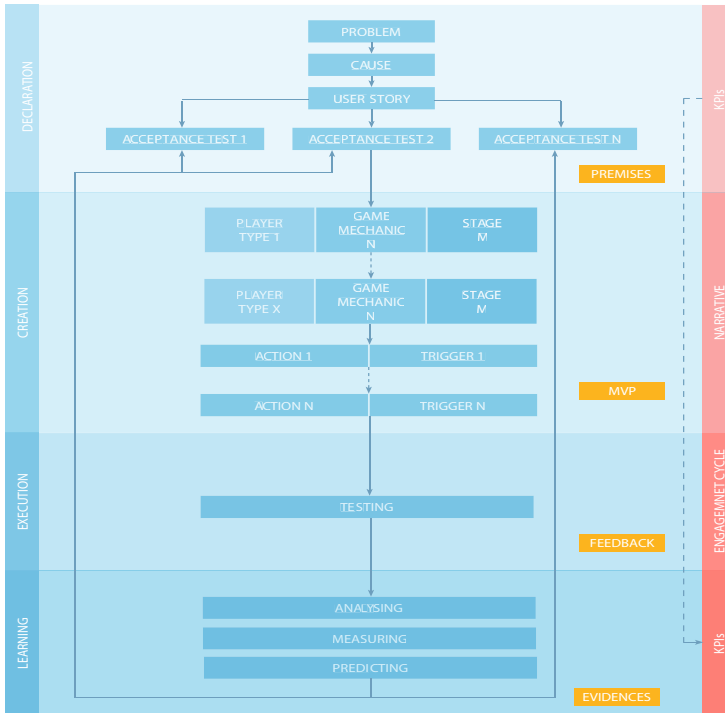 PROBLEM
CAUSE
USER STORY
ACCEPTANCE TEST 1
ACCEPTANCE TEST 2
ACCEPTANCE TEST N
DECLARATION
KPIs
PREMISES
PLAYER
TYPE 1
GAME
MECHANIC
N
STAGE
M
PLAYER
TYPE X
GAME
MECHANIC
N
STAGE
M
CREATION
NARRATIVE
ACTION 1
TRIGGER 1
MVP
ACTION N
TRIGGER N
EXECUTION
ENGAGEMNET CYCLE
TESTING
FEEDBACK
LEARNING
KPIs
ANALYSING
MEASURING
PREDICTING
EVIDENCES